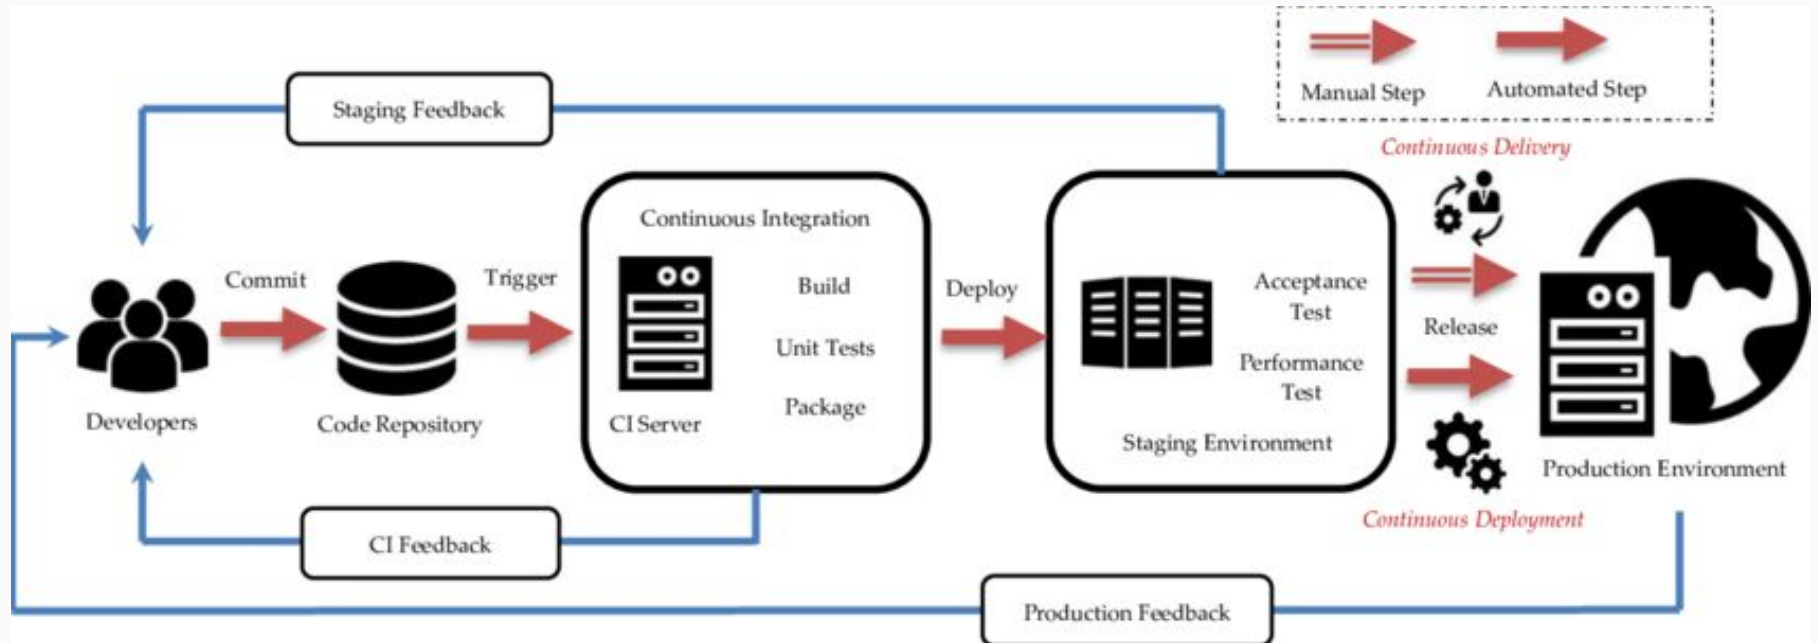 Manual Step
Automated Step
Staging Feedback
Continuous Delivery
Continuous Integration
Commit
Trigger
Build
Deploy
Acceptance
Test
Release
Unit Tests
Performance
Test
Package
Developers
Code Repository
CI Server
Staging Environment
Production Environment
Continuous Deployment
CI Feedback
Production Feedback